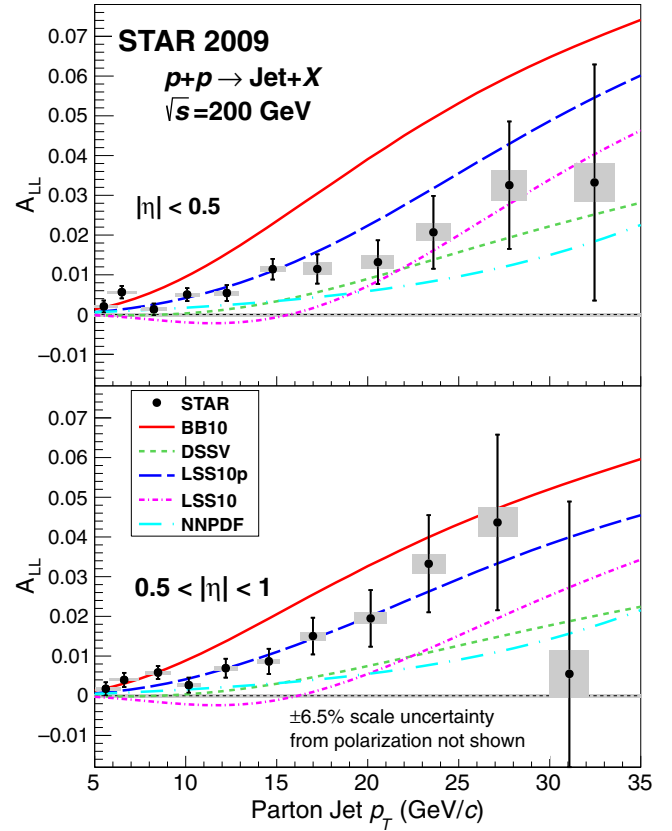 STAR 2009
p+p → Jet+X
√s=200 GeV
|η| < 0.5
A_LL
0.07
0.06
0.05
0.04
0.03
0.02
0.01
0
−0.01
STAR
BB10
DSSV
LSS10p
LSS10
NNPDF
0.5 < |η| < 1
A_LL
0.07
0.06
0.05
0.04
0.03
0.02
0.01
0
−0.01
±6.5% scale uncertainty
from polarization not shown
5 10 15 20 25 30 35
Parton Jet p_T (GeV/c)